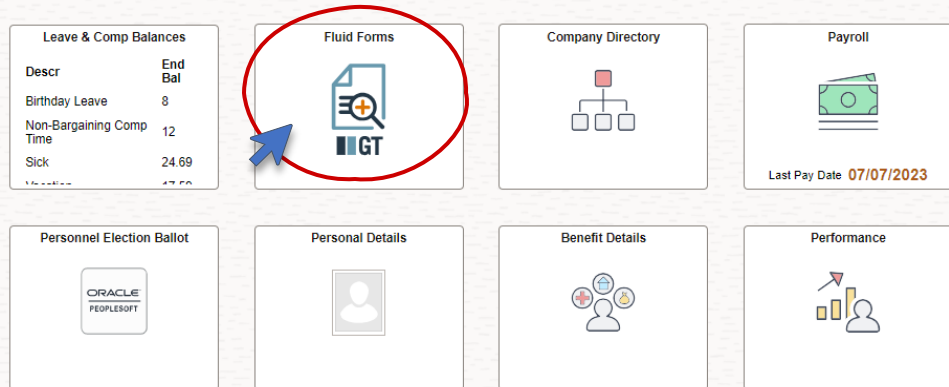 Leave & Comp Balances
Descr End Bal
Birthday Leave 8
Non-Bargaining Comp Time 12
Sick 24.69
Fluid Forms
GT
Company Directory
Payroll
Last Pay Date 07/07/2023
Personnel Election Ballot
ORACLE
PEOPLESOFT
Personal Details
Benefit Details
Performance